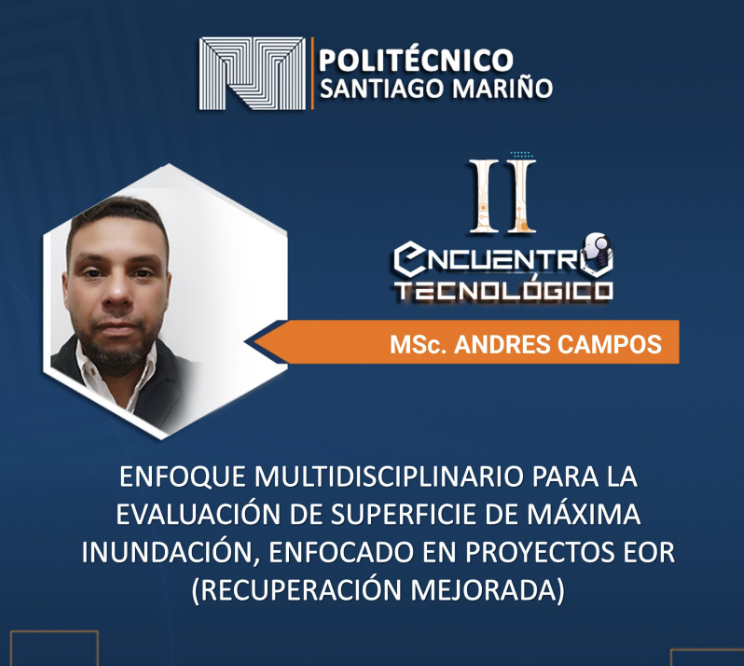 POLITÉCNICO
SANTIAGO MARIÑO
II
ENCUENTRO
TECNOLÓGICO
MSc. ANDRES CAMPOS
ENFOQUE MULTIDISCIPLINARIO PARA LA
EVALUACIÓN DE SUPERFICIE DE MÁXIMA
INUNDACIÓN, ENFOCADO EN PROYECTOS EOR
(RECUPERACIÓN MEJORADA)